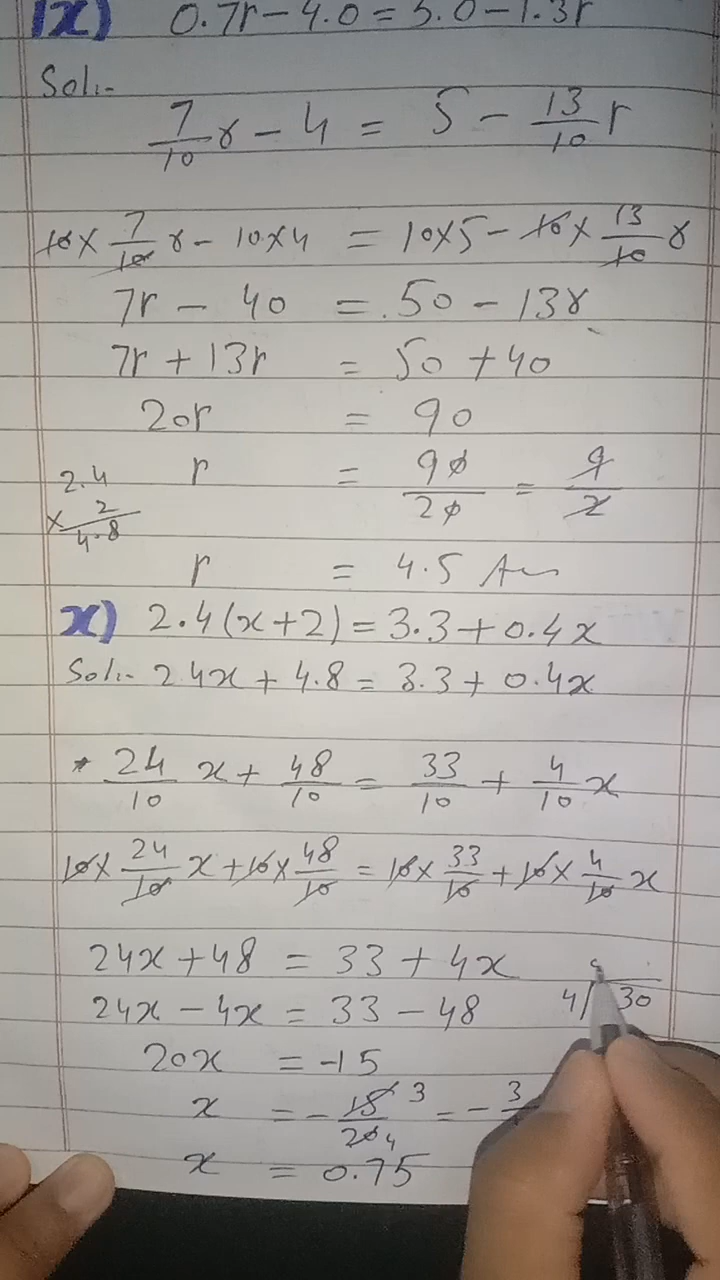 ix) 0.7r - 4.0 = 5.0 - 1.3r
Sol:-
7/10 r - 4 = 5 - 13/10 r
10 × 7/10 r - 10 × 4 = 10 × 5 - 10 × 13/10 r
7r - 40 = 50 - 13r
7r + 13r = 50 + 40
20r = 90
r = 90/20 = 9/2
2.4
× 2
4.8
r = 4.5 Ans
x) 2.4(x+2) = 3.3 + 0.4x
Sol:- 2.4x + 4.8 = 3.3 + 0.4x
* 24/10 x + 48/10 = 33/10 + 4/10 x
10 × 24/10 x + 10 × 48/10 = 10 × 33/10 + 10 × 4/10 x
24x + 48 = 33 + 4x
24x - 4x = 33 - 48
4 / 30
20x = -15
x = - 15 3/20 4 = - 3/
x = 0.75